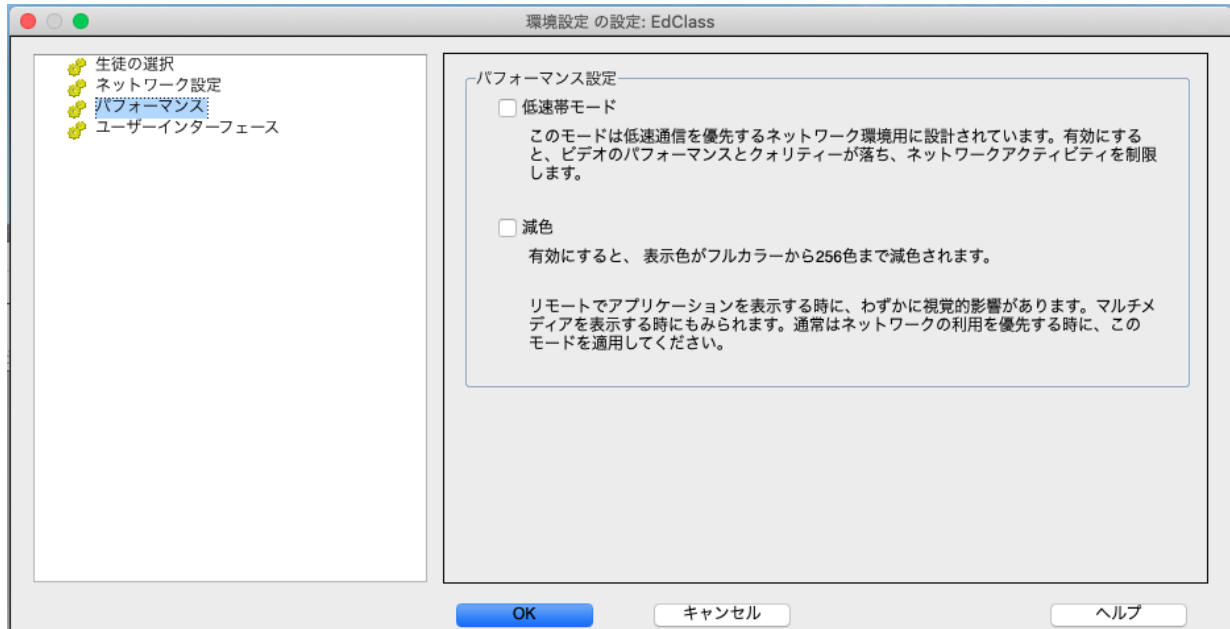 環境設定 の設定: EdClass
生徒の選択
ネットワーク設定
パフォーマンス
ユーザーインターフェース
パフォーマンス設定
低速帯モード
このモードは低速通信を優先するネットワーク環境用に設計されています。有効にする
と、ビデオのパフォーマンスとクォリティーが落ち、ネットワークアクティビティを制限
します。
減色
有効にすると、 表示色がフルカラーから256色まで減色されます。
リモートでアプリケーションを表示する時に、わずかに視覚的影響があります。マルチメ
ディアを表示する時にもみられます。通常はネットワークの利用を優先する時に、この
モードを適用してください。
OK
キャンセル
ヘルプ